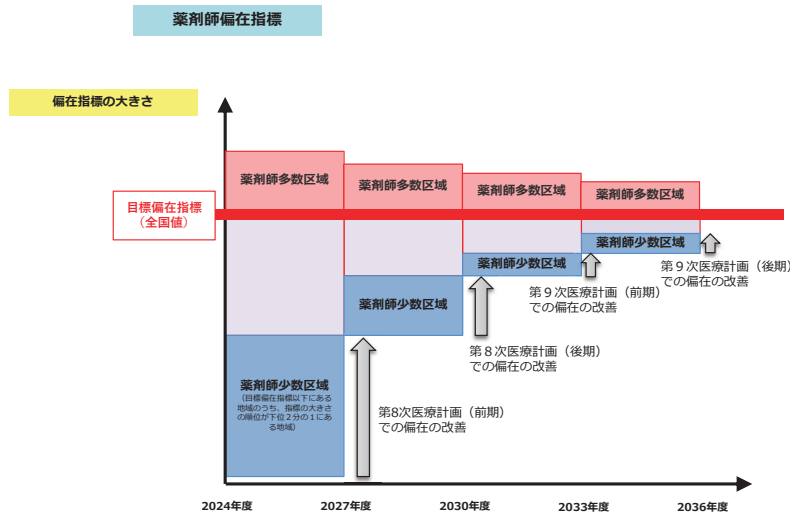 薬剤師偏在指標
偏在指標の大きさ
目標偏在指標
（全国値）
薬剤師多数区域
薬剤師多数区域
薬剤師多数区域
薬剤師多数区域
薬剤師少数区域
（目標偏在指標以下にある
地域のうち、指標の大きさ
の順位が下位２分の１にあ
る地域）
薬剤師少数区域
薬剤師少数区域
薬剤師少数区域
第8次医療計画（前期）
での偏在の改善
第８次医療計画（後期）
での偏在の改善
第９次医療計画（前期）
での偏在の改善
第９次医療計画（後期）
での偏在の改善
2024年度
2027年度
2030年度
2033年度
2036年度